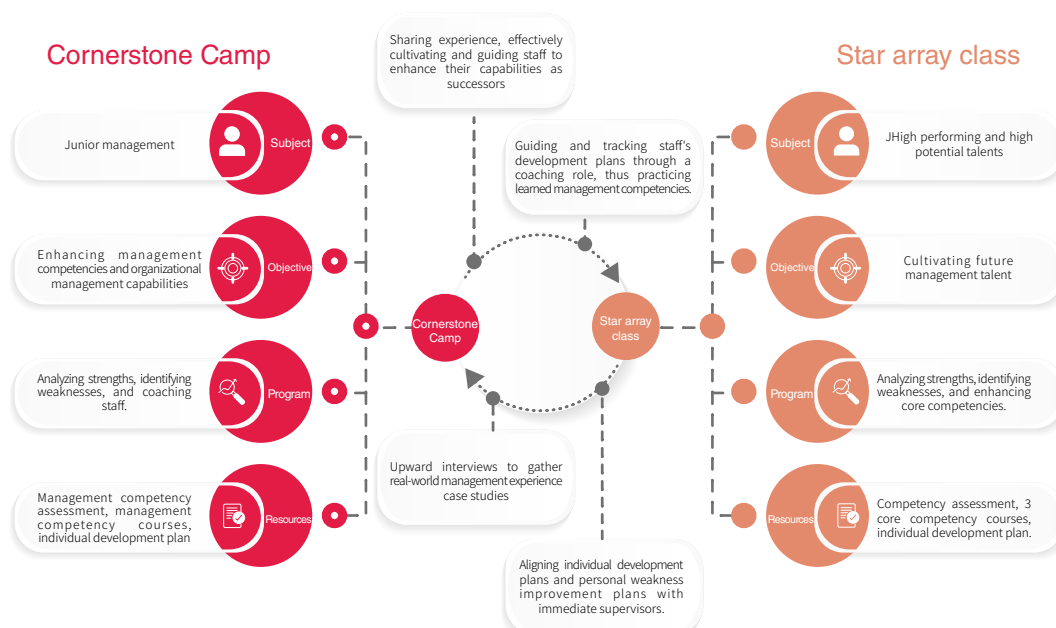 Cornerstone Camp
Junior management
Subject
Enhancing management
competencies and organizational
management capabilities
Objective
Analyzing strengths, identifying
weaknesses, and coaching
staff.
Program
Management competency
assessment, management
competency courses,
individual development plan
Resources
Sharing experience, effectively
cultivating and guiding staff to
enhance their capabilities as
successors
Guiding and tracking staff's
development plans through a
coaching role, thus practicing
learned management competencies.
Cornerstone
Camp
Star array
class
Upward interviews to gather
real-world management experience
case studies
Aligning individual development
plans and personal weakness
improvement plans with
immediate supervisors.
Star array class
Subject
JHigh performing and high
potential talents
Objective
Cultivating future
management talent
Program
Analyzing strengths, identifying
weaknesses, and enhancing
core competencies.
Resources
Competency assessment, 3
core competency courses,
individual development plan.